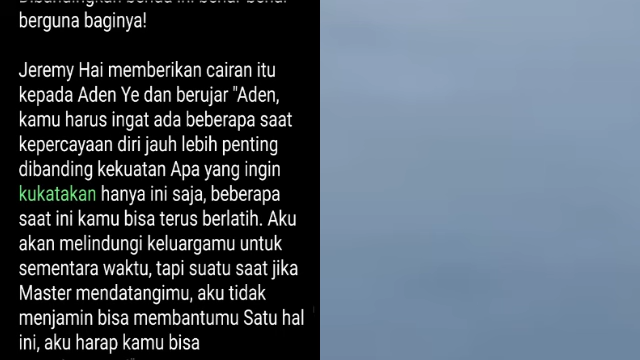 berguna baginya!
Jeremy Hai memberikan cairan itu
kepada Aden Ye dan berujar "Aden,
kamu harus ingat ada beberapa saat
kepercayaan diri jauh lebih penting
dibanding kekuatan Apa yang ingin
kukatakan hanya ini saja, beberapa
saat ini kamu bisa terus berlatih. Aku
akan melindungi keluargamu untuk
sementara waktu, tapi suatu saat jika
Master mendatangimu, aku tidak
menjamin bisa membantumu Satu hal
ini, aku harap kamu bisa